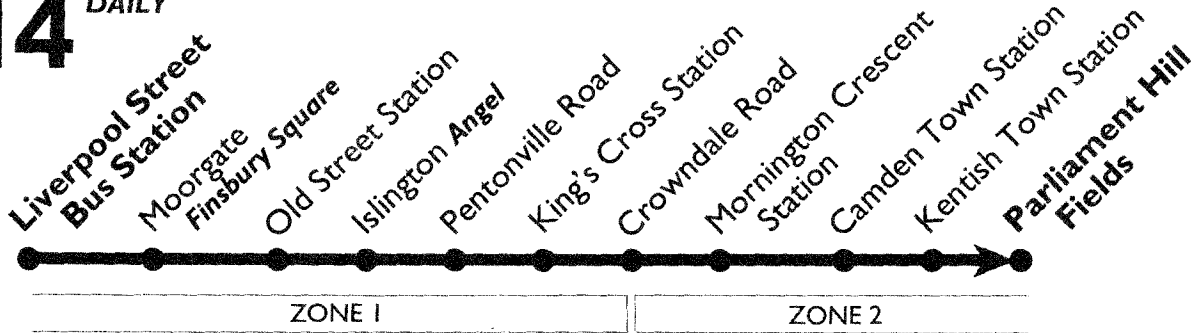 4
DAILY
Liverpool Street
Bus Station
Moorgate
Finsbury Square
Old Street Station
Islington Angel
Pentonville Road
King's Cross Station
Crowndale Road
Mornington Crescent
Station
Camden Town Station
Kentish Town Station
Parliament Hill
Fields
ZONE 1
ZONE 2